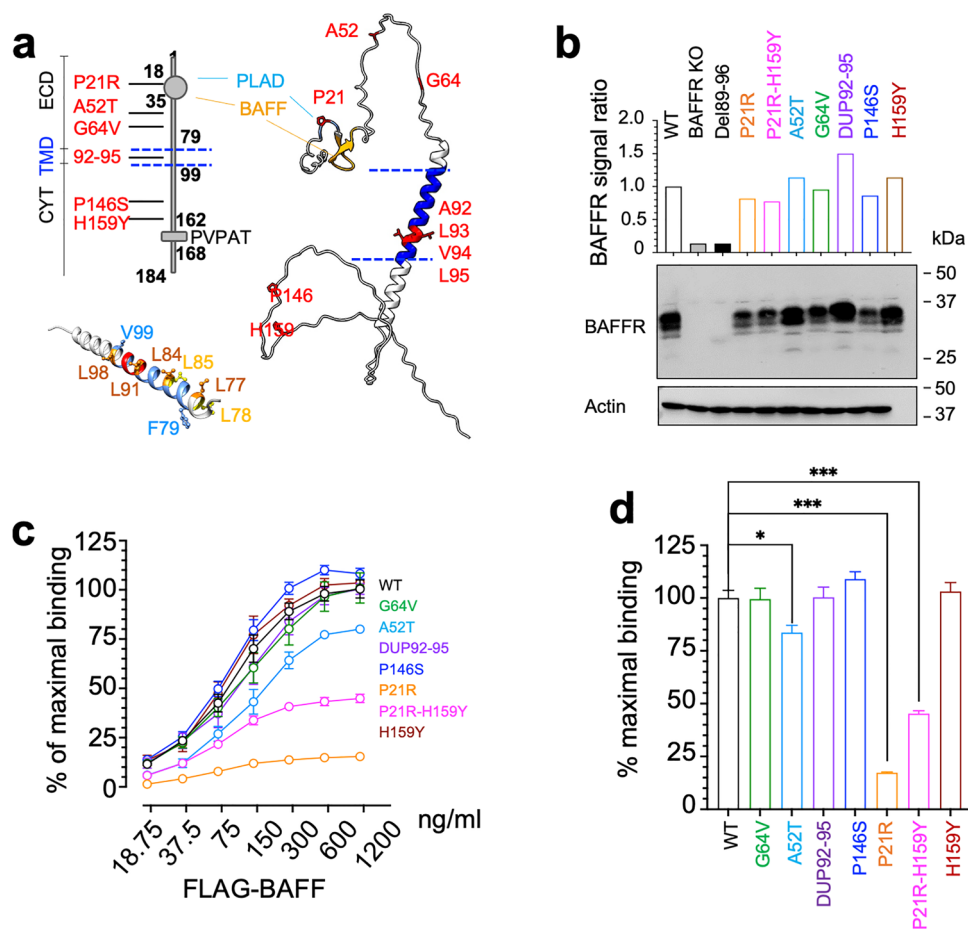 a
ECD
TMD
CYT
P21R
A52T
G64V
92-95
P146S
H159Y
1
18
35
79
99
162
PVPAT
168
184
PLAD
BAFF
P21
A52
G64
A92
L93
V94
L95
P146
H159
V99
L84
L85
L98
L91
L77
L78
F79
b
WT
BAFFR KO
Del89-96
P21R
P21R-H159Y
A52T
G64V
DUP92-95
P146S
H159Y
BAFFR signal ratio
2.0
1.5
1.0
0.5
0.0
kDa
BAFFR
50
37
25
Actin
50
37
c
% of maximal binding
125
100
75
50
25
0
WT
G64V
A52T
DUP92-95
P146S
P21R
P21R-H159Y
H159Y
18.75
37.5
75
150
300
600
1200
ng/ml
FLAG-BAFF
d
***
***
*
% maximal binding
125
100
75
50
25
0
WT
G64V
A52T
DUP92-95
P146S
P21R
P21R-H159Y
H159Y